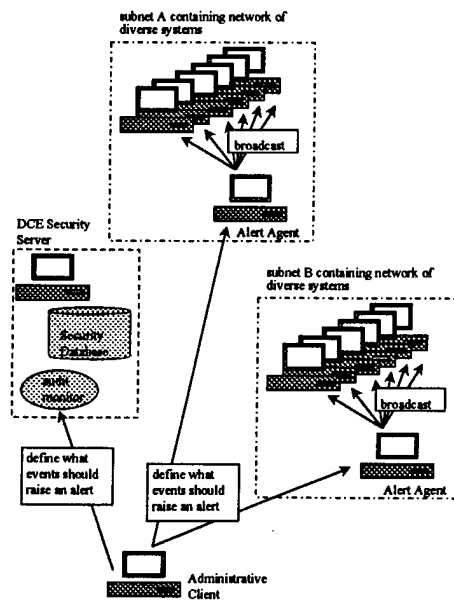 subnet A containing network of
diverse systems
broadcast
Alert Agent
DCE Security
Server
Security
Database
audit
monitor
subnet B containing network of
diverse systems
broadcast
Alert Agent
define what
events should
raise an alert
define what
events should
raise an alert
Administrative
Client